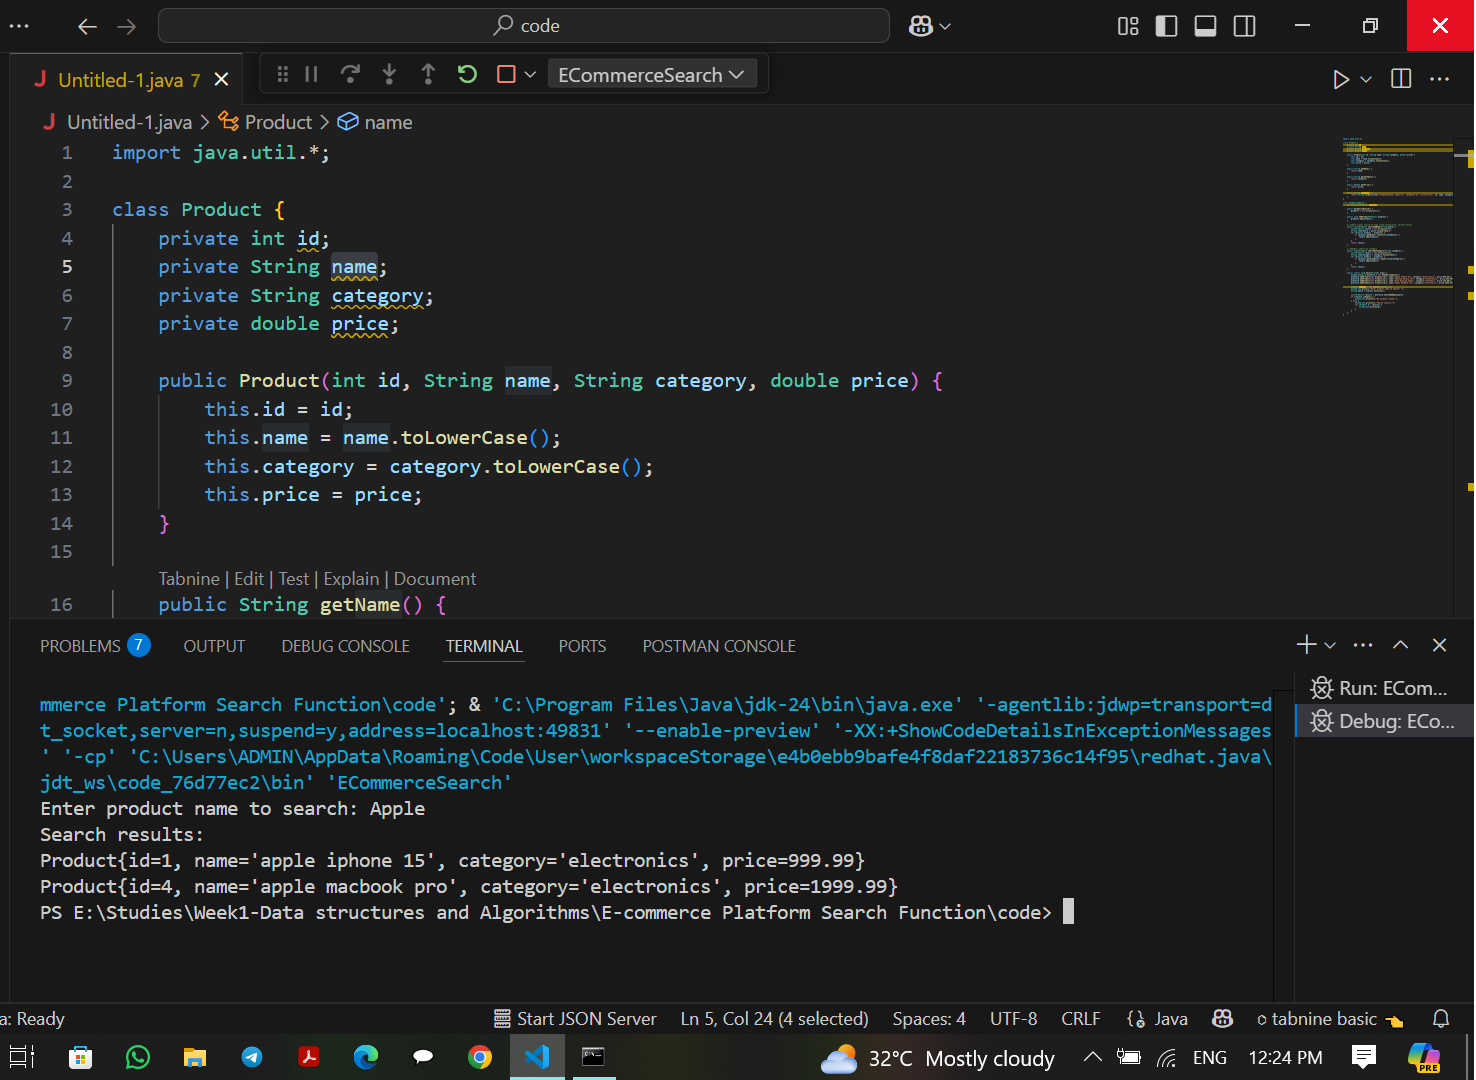 code
Untitled-1.java 7
ECommerceSearch
Untitled-1.java > Product > name
1 import java.util.*;
2
3 class Product {
4 private int id;
5 private String name;
6 private String category;
7 private double price;
8
9 public Product(int id, String name, String category, double price) {
10 this.id = id;
11 this.name = name.toLowerCase();
12 this.category = category.toLowerCase();
13 this.price = price;
14 }
15
Tabnine | Edit | Test | Explain | Document
16 public String getName() {
PROBLEMS 7 OUTPUT DEBUG CONSOLE TERMINAL PORTS POSTMAN CONSOLE
Run: ECom...
Debug: ECo...
mmerce Platform Search Function\code'; & 'C:\Program Files\Java\jdk-24\bin\java.exe' '-agentlib:jdwp=transport=d
t_socket,server=n,suspend=y,address=localhost:49831' '--enable-preview' '-XX:+ShowCodeDetailsInExceptionMessages
' '-cp' 'C:\Users\ADMIN\AppData\Roaming\Code\User\workspaceStorage\e4b0ebb9bafe4f8daf22183736c14f95\redhat.java\
jdt_ws\code_76d77ec2\bin' 'ECommerceSearch'
Enter product name to search: Apple
Search results:
Product{id=1, name='apple iphone 15', category='electronics', price=999.99}
Product{id=4, name='apple macbook pro', category='electronics', price=1999.99}
PS E:\Studies\Week1-Data structures and Algorithms\E-commerce Platform Search Function\code>
a: Ready Start JSON Server Ln 5, Col 24 (4 selected) Spaces: 4 UTF-8 CRLF Java tabnine basic
32°C Mostly cloudy ENG 12:24 PM PRE